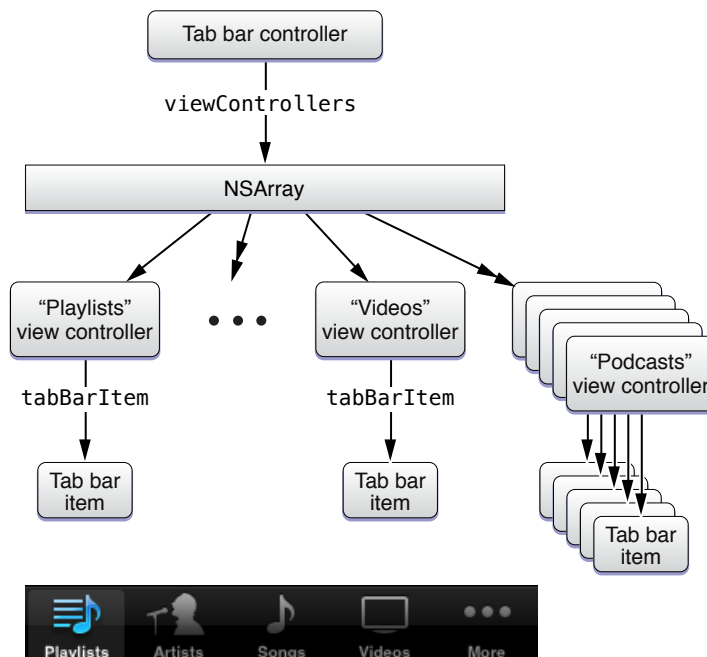 Tab bar controller
viewControllers
NSArray
“Playlists”
view controller
“Videos”
view controller
“Podcasts”
view controller
tabBarItem
tabBarItem
Tab bar
item
Tab bar
item
Tab bar
item
Playlists
Artists
Songs
Videos
More